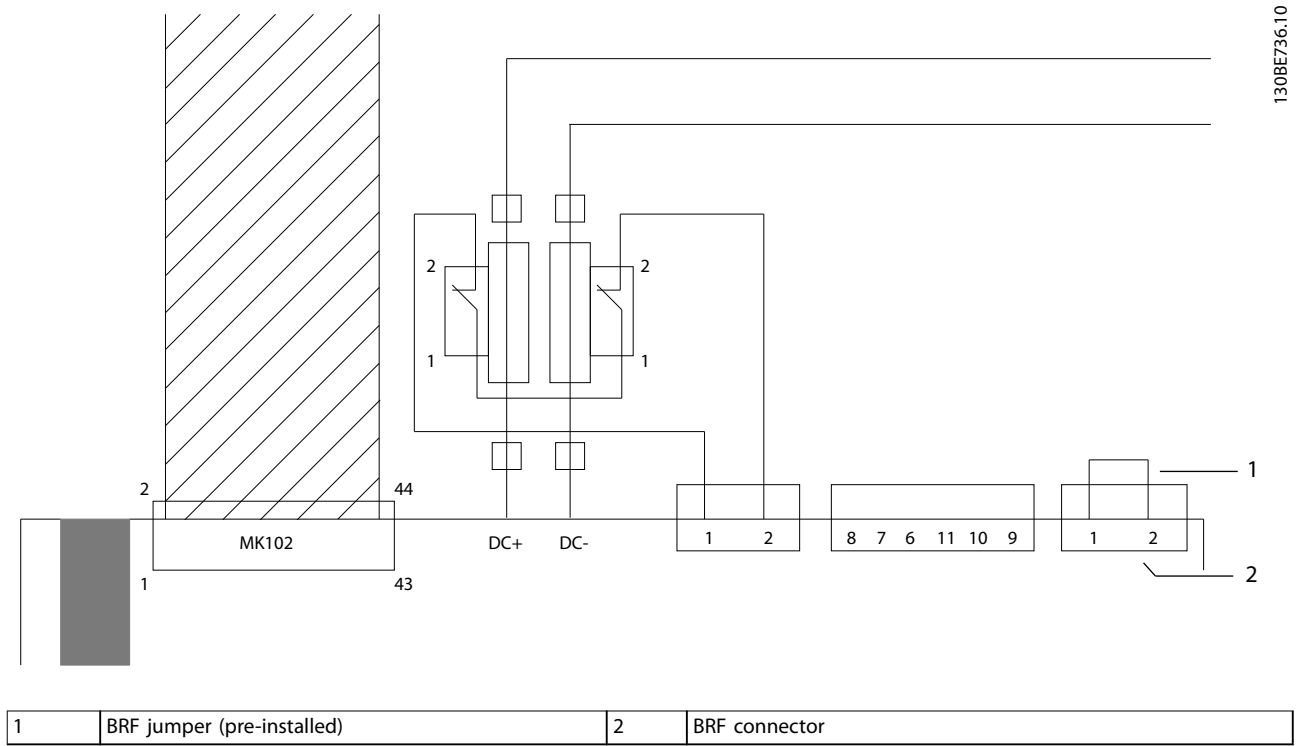 130BE736.10
2
2
1
1
2
44
MK102
1
43
DC+
DC-
1 2
8 7 6 11 10 9
1 2
1
2
1 BRF jumper (pre-installed) 2 BRF connector